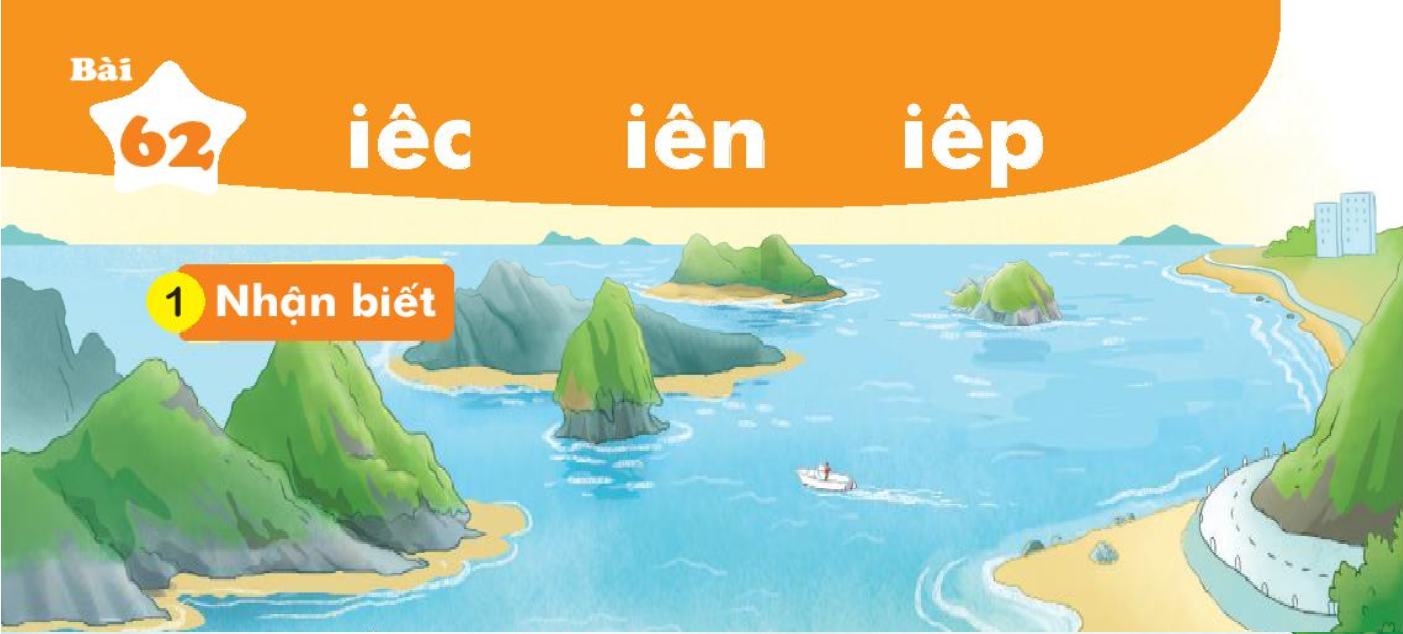 Bài
62
iêc iên iêp
1 Nhận biết